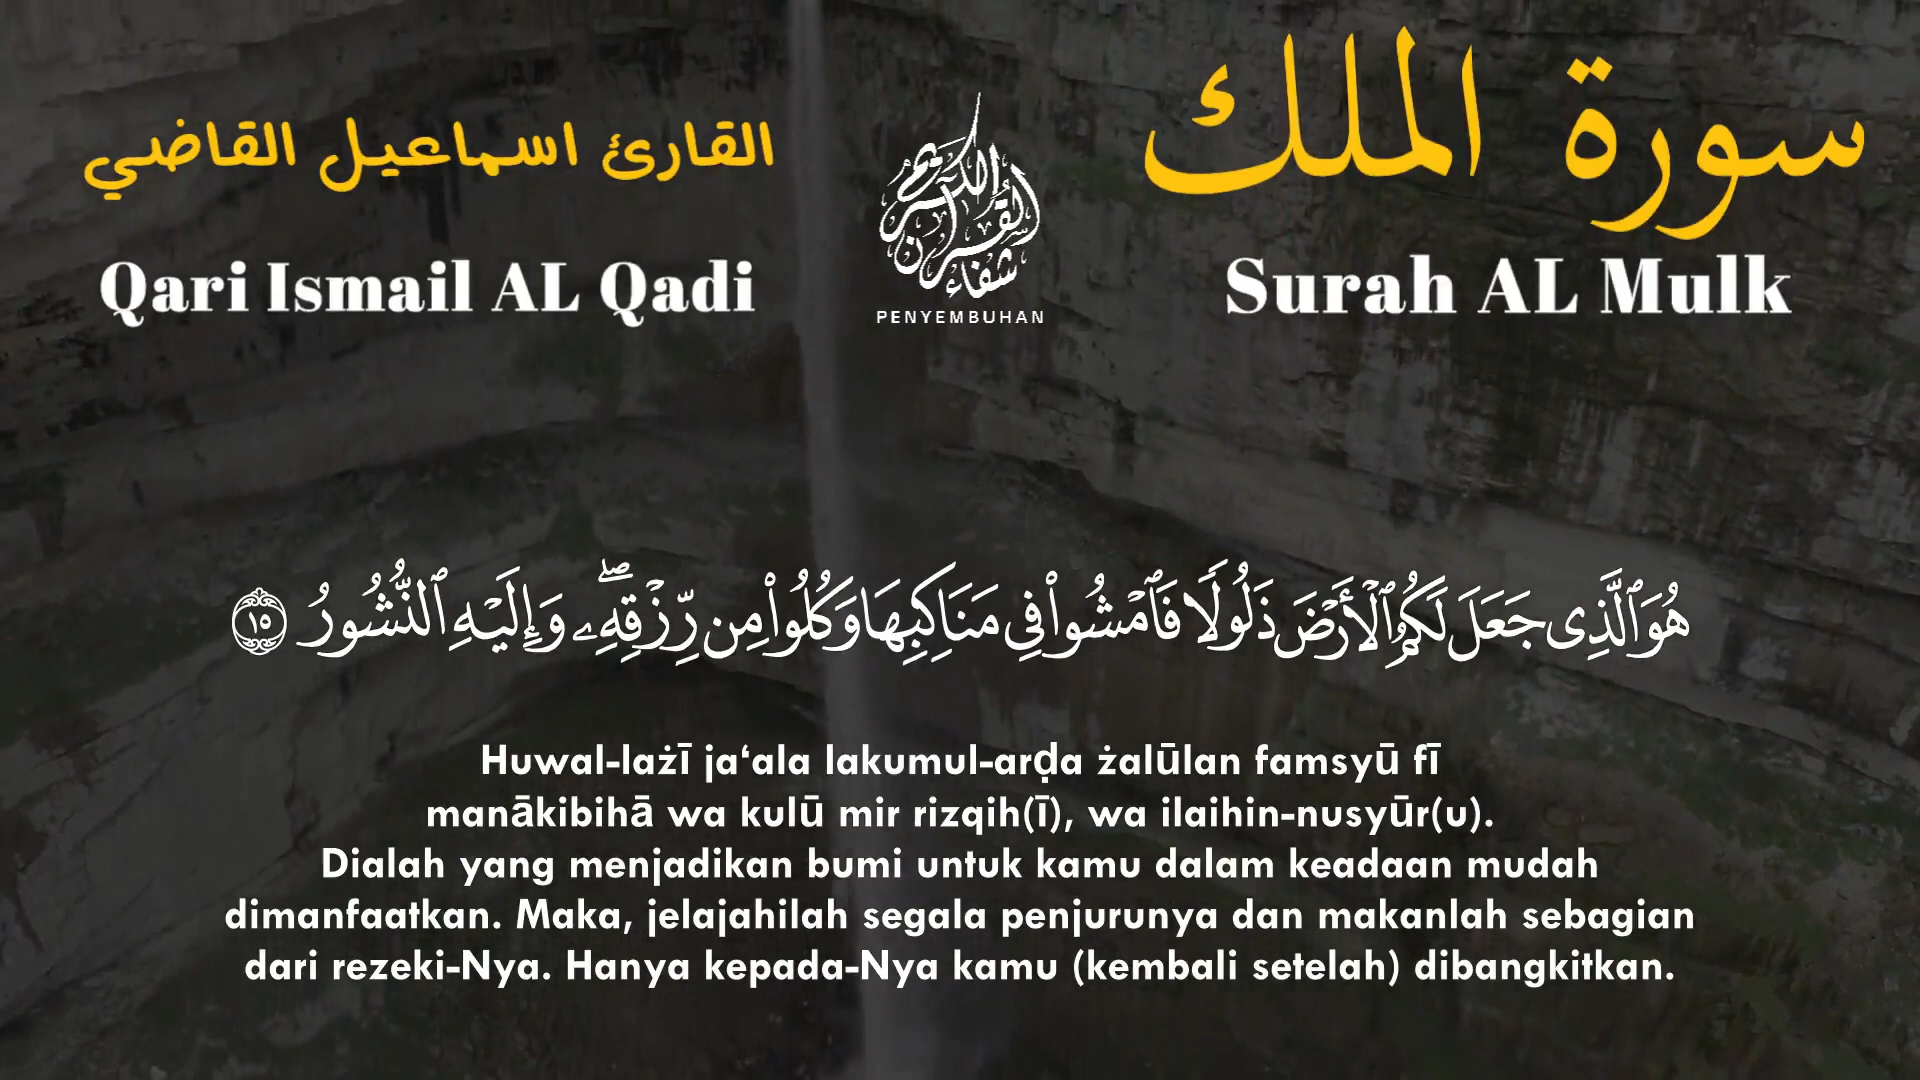 القارئ اسماعيل القاضي
Qari Ismail AL Qadi
القرآن الكريم
شفاء
PENYEMBUHAN
سورة الملك
Surah AL Mulk
هُوَ ٱلَّذِى جَعَلَ لَكُمُ ٱلْأَرْضَ ذَلُولًا فَٱمْشُوا۟ فِى مَنَاكِبِهَا وَكُلُوا۟ مِن رِّزْقِهِۦ ۖ وَإِلَيْهِ ٱلنُّشُورُ ١٥
Huwal-lażī ja‘ala lakumul-arḍa żalūlan famsyū fī
manākibihā wa kulū mir rizqih(ī), wa ilaihin-nusyūr(u).
Dialah yang menjadikan bumi untuk kamu dalam keadaan mudah
dimanfaatkan. Maka, jelajahilah segala penjurunya dan makanlah sebagian
dari rezeki-Nya. Hanya kepada-Nya kamu (kembali setelah) dibangkitkan.